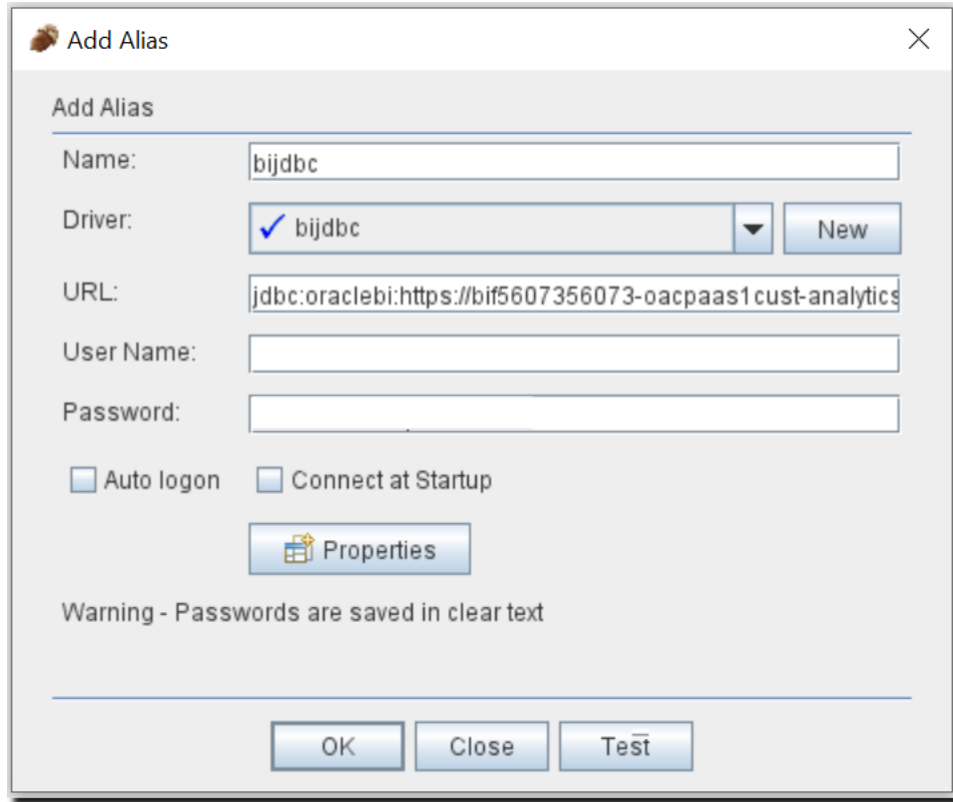 Add Alias
Add Alias
Name: bijdbc
Driver: bijdbc New
URL: jdbc:oraclebi:https://bif5607356073-oacpaas1cust-analytics
User Name:
Password:
Auto logon Connect at Startup
Properties
Warning - Passwords are saved in clear text
OK Close Test